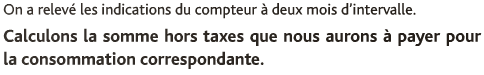 On a relevé les indications du compteur à deux mois d'intervalle.
Calculons la somme hors taxes que nous aurons à payer pour
la consommation correspondante.